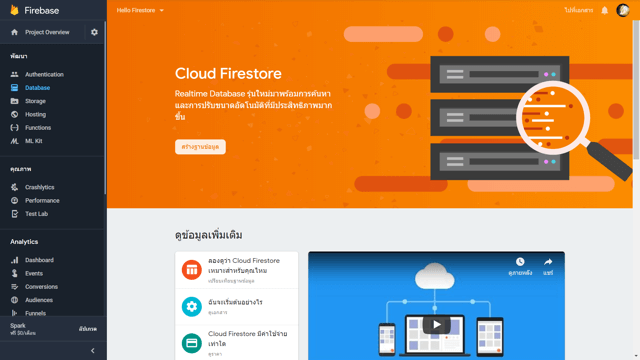 Firebase
Hello Firestore
ไปที่เอกสาร
Project Overview
พัฒนา
Authentication
Database
Storage
Hosting
Functions
ML Kit
คุณภาพ
Crashlytics
Performance
Test Lab
Analytics
Dashboard
Events
Conversions
Audiences
Funnels
Spark
ฟรี $0/เดือน
อัปเกรด
Cloud Firestore
Realtime Database รุ่นใหม่มาพร้อมการค้นหา
และการปรับขนาดอัตโนมัติที่มีประสิทธิภาพมาก
ขึ้น
สร้างฐานข้อมูล
ดูข้อมูลเพิ่มเติม
ลองดูว่า Cloud Firestore
เหมาะสำหรับคุณไหม
เปรียบเทียบฐานข้อมูล
ฉันจะเริ่มต้นอย่างไร
ดูเอกสาร
Cloud Firestore มีค่าใช้จ่าย
เท่าใด
ดูราคา
ดูภายหลัง
แชร์